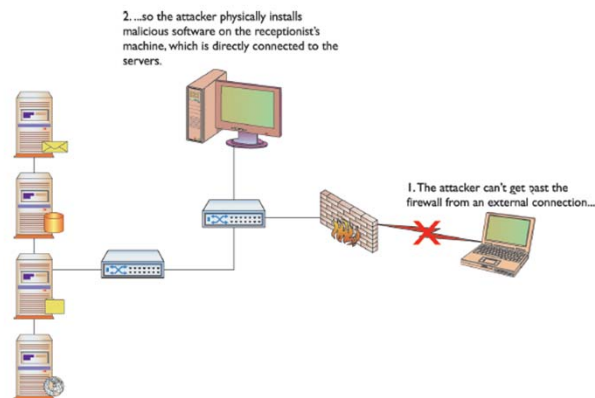 2. ...so the attacker physically installs
malicious software on the receptionist's
machine, which is directly connected to the
servers.
1. The attacker can't get past the
firewall from an external connection...